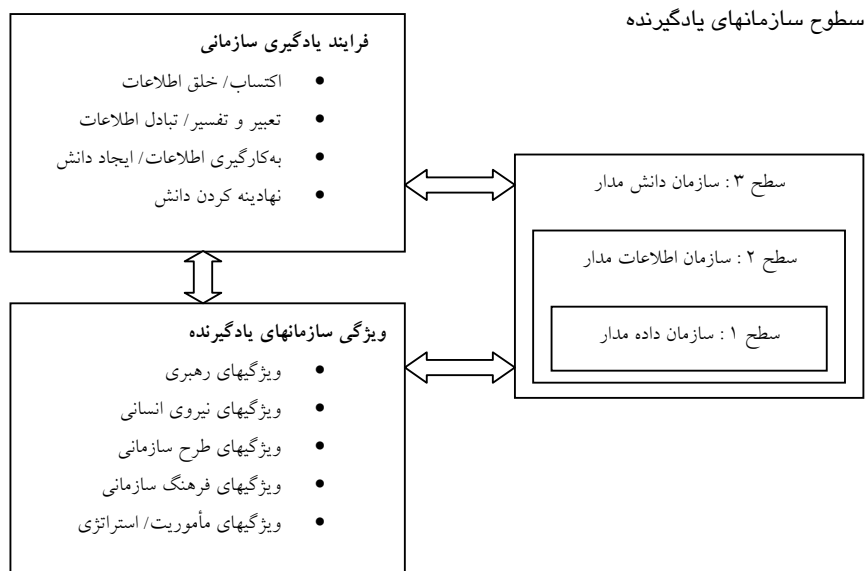 سطوح سازمانهای یادگیرنده
فرایند یادگیری سازمانی
• اکتساب/ خلق اطلاعات
• تعبیر و تفسیر/ تبادل اطلاعات
• به‌کارگیری اطلاعات/ ایجاد دانش
• نهادینه کردن دانش
سطح ۳ : سازمان دانش مدار
سطح ۲ : سازمان اطلاعات مدار
سطح ۱ : سازمان داده مدار
ویژگی سازمانهای یادگیرنده
• ویژگیهای رهبری
• ویژگیهای نیروی انسانی
• ویژگیهای طرح سازمانی
• ویژگیهای فرهنگ سازمانی
• ویژگیهای مأموریت/ استراتژی